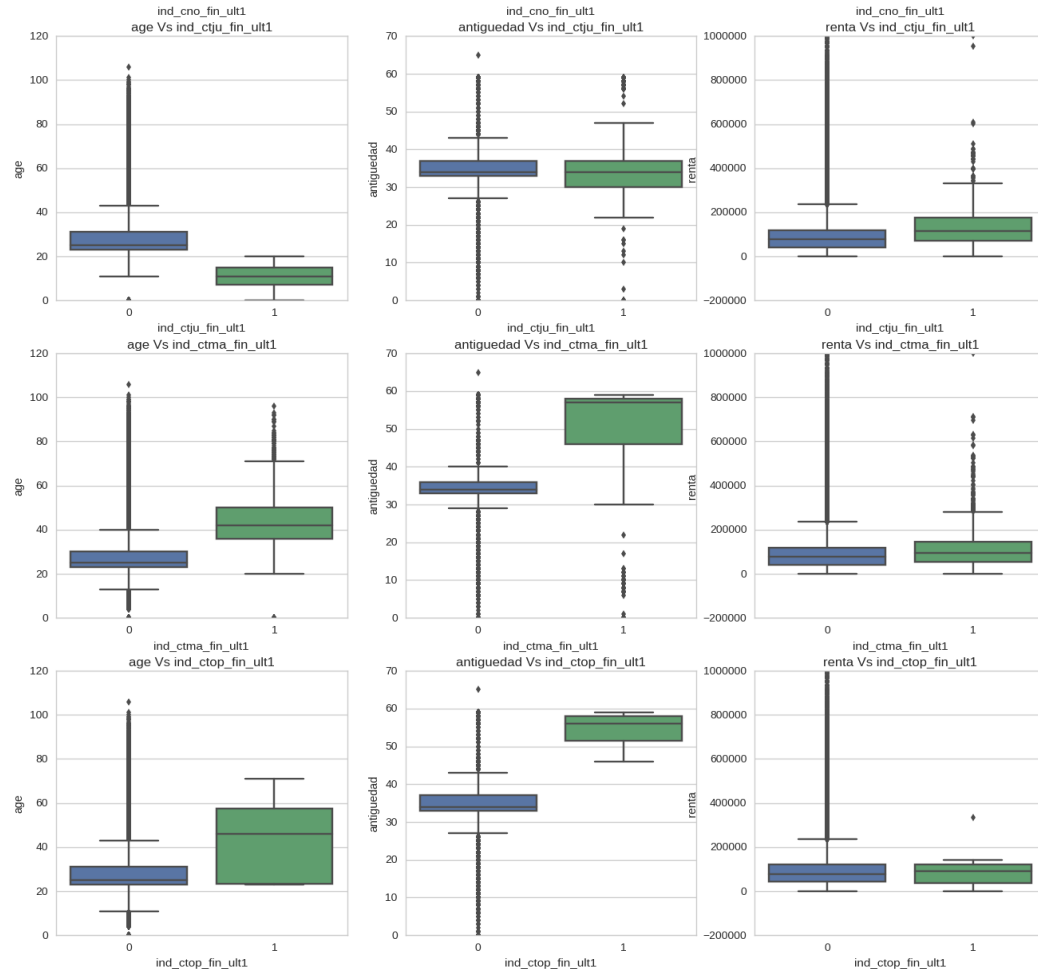 ind_cno_fin_ult1 ind_cno_fin_ult1 ind_cno_fin_ult1
age Vs ind_ctju_fin_ult1 antiguedad Vs ind_ctju_fin_ult1 renta Vs ind_ctju_fin_ult1
120 70 1000000
100 60 800000
80 50 600000
60 40 400000
40 30 200000
20 20 0
0 10 -200000
0
age antiguedad renta
0 1 0 1 0 1
ind_ctju_fin_ult1 ind_ctju_fin_ult1 ind_ctju_fin_ult1
age Vs ind_ctma_fin_ult1 antiguedad Vs ind_ctma_fin_ult1 renta Vs ind_ctma_fin_ult1
120 70 1000000
100 60 800000
80 50 600000
60 40 400000
40 30 200000
20 20 0
0 10 -200000
0
age antiguedad renta
0 1 0 1 0 1
ind_ctma_fin_ult1 ind_ctma_fin_ult1 ind_ctma_fin_ult1
age Vs ind_ctop_fin_ult1 antiguedad Vs ind_ctop_fin_ult1 renta Vs ind_ctop_fin_ult1
120 70 1000000
100 60 800000
80 50 600000
60 40 400000
40 30 200000
20 20 0
0 10 -200000
0
age antiguedad renta
0 1 0 1 0 1
ind_ctop_fin_ult1 ind_ctop_fin_ult1 ind_ctop_fin_ult1